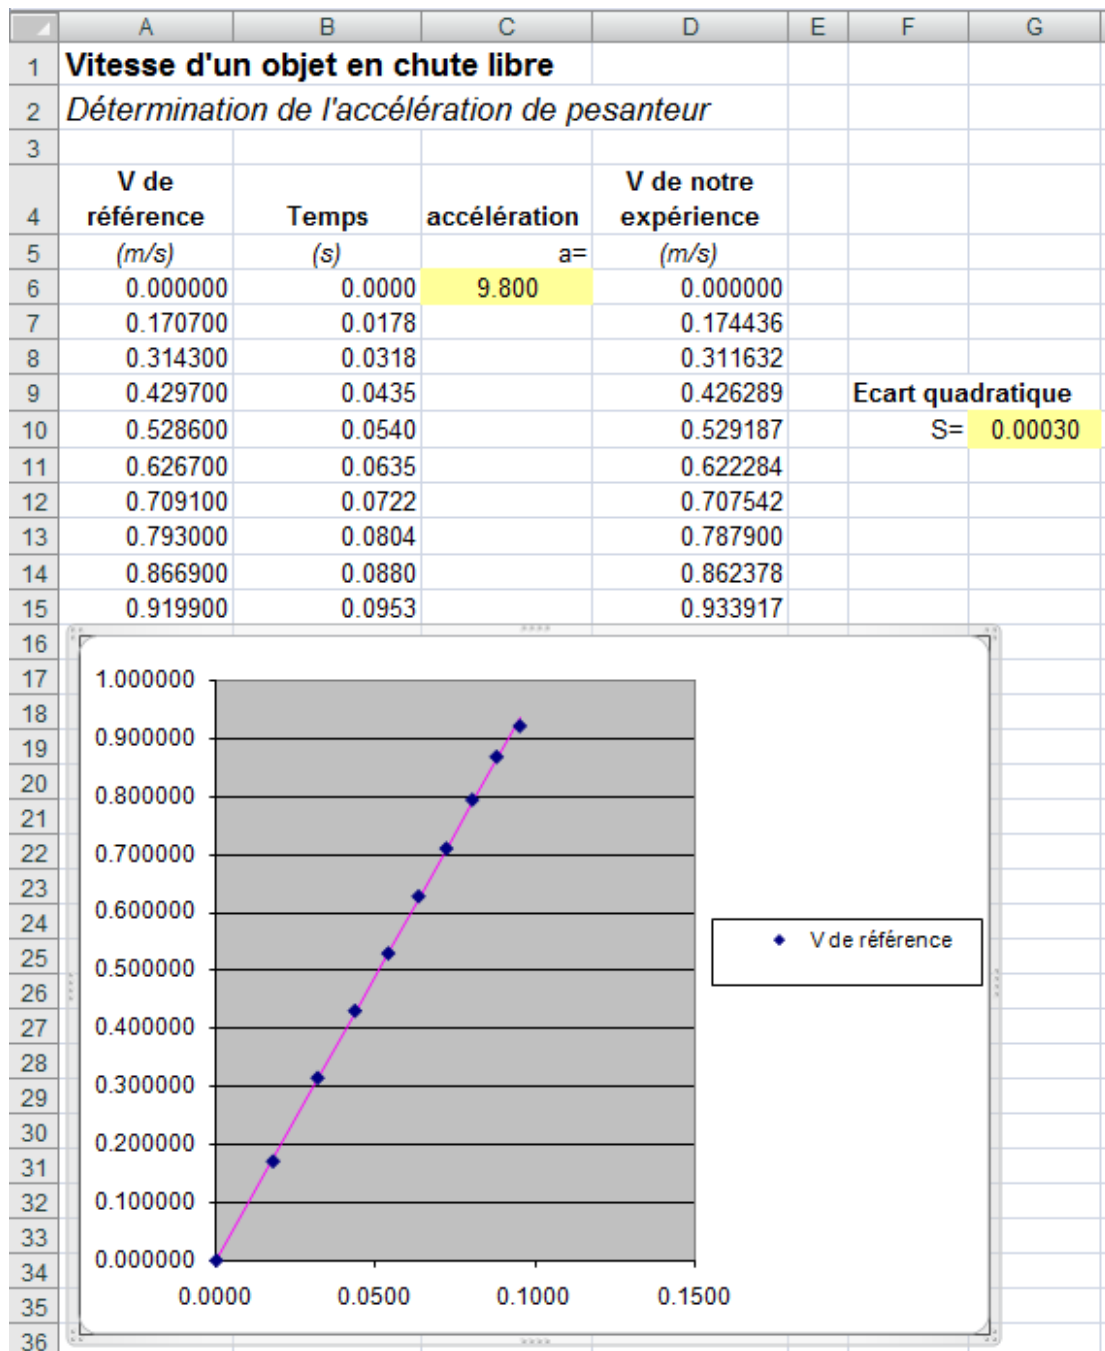 A B C D E F G
1 Vitesse d'un objet en chute libre
2 Détermination de l'accélération de pesanteur
3
V de V de notre
4 référence Temps accélération expérience
5 (m/s) (s) a= (m/s)
6 0.000000 0.0000 9.800 0.000000
7 0.170700 0.0178 0.174436
8 0.314300 0.0318 0.311632
9 0.429700 0.0435 0.426289 Ecart quadratique
10 0.528600 0.0540 0.529187 S= 0.00030
11 0.626700 0.0635 0.622284
12 0.709100 0.0722 0.707542
13 0.793000 0.0804 0.787900
14 0.866900 0.0880 0.862378
15 0.919900 0.0953 0.933917
16
17 1.000000
18
19 0.900000
20
21 0.800000
22 0.700000
23
24 0.600000
25 0.500000 V de référence
26
27 0.400000
28
29 0.300000
30
31 0.200000
32 0.100000
33
34 0.000000
35 0.0000 0.0500 0.1000 0.1500
36